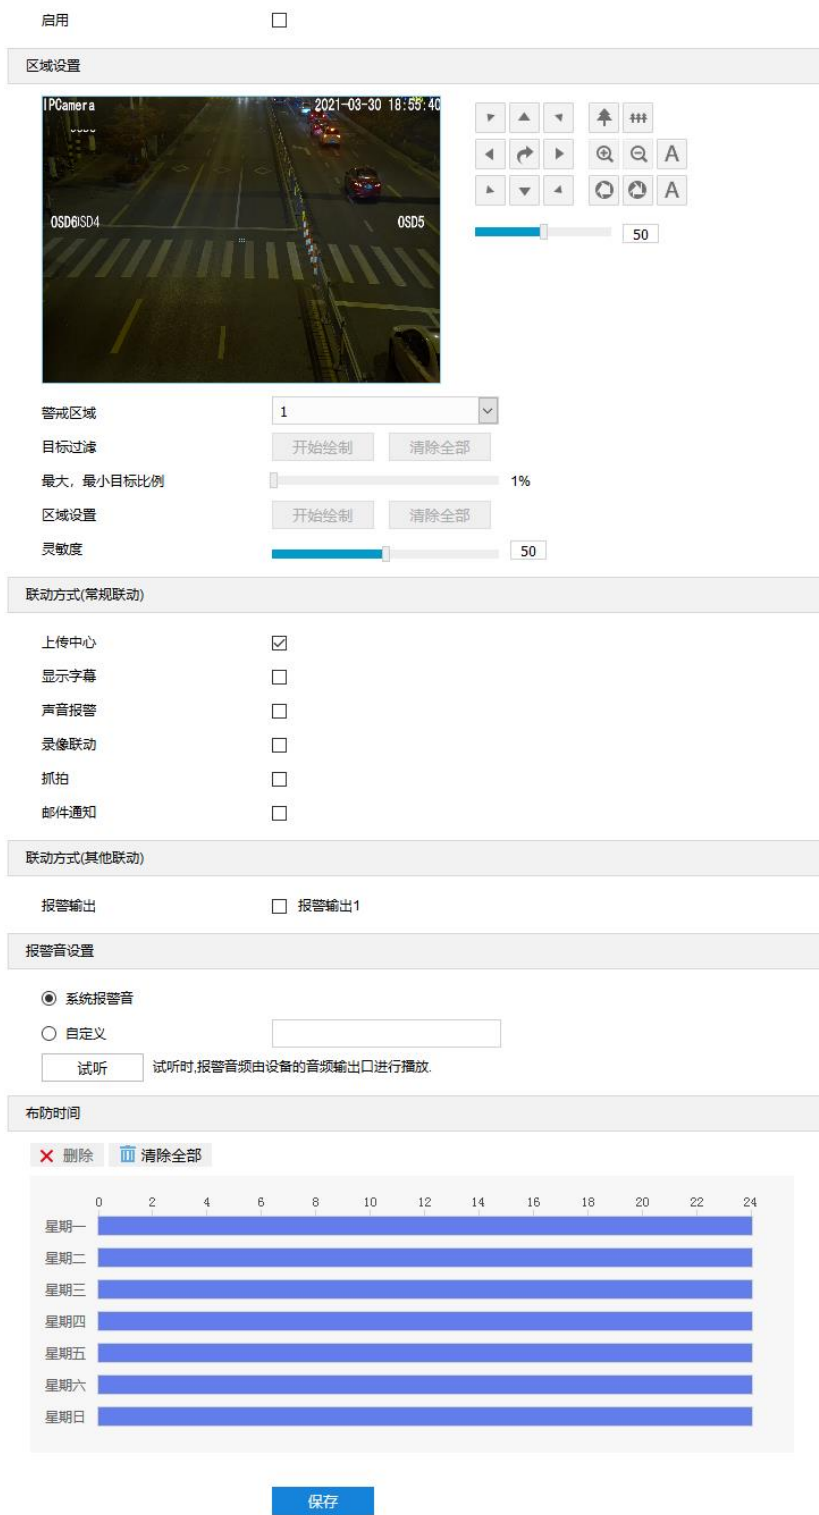 启用
区域设置
IPCamera 2021-03-30 18:55:40
OSD4 OSD5
A
A
50
警戒区域 1
目标过滤 开始绘制 清除全部
最大，最小目标比例 1%
区域设置 开始绘制 清除全部
灵敏度 50
联动方式(常规联动)
上传中心
显示字幕
声音报警
录像联动
抓拍
邮件通知
联动方式(其他联动)
报警输出 报警输出1
报警音设置
系统报警音
自定义
试听 试听时,报警音频由设备的音频输出口进行播放.
布防时间
删除 清除全部
0 2 4 6 8 10 12 14 16 18 20 22 24
星期一
星期二
星期三
星期四
星期五
星期六
星期日
保存